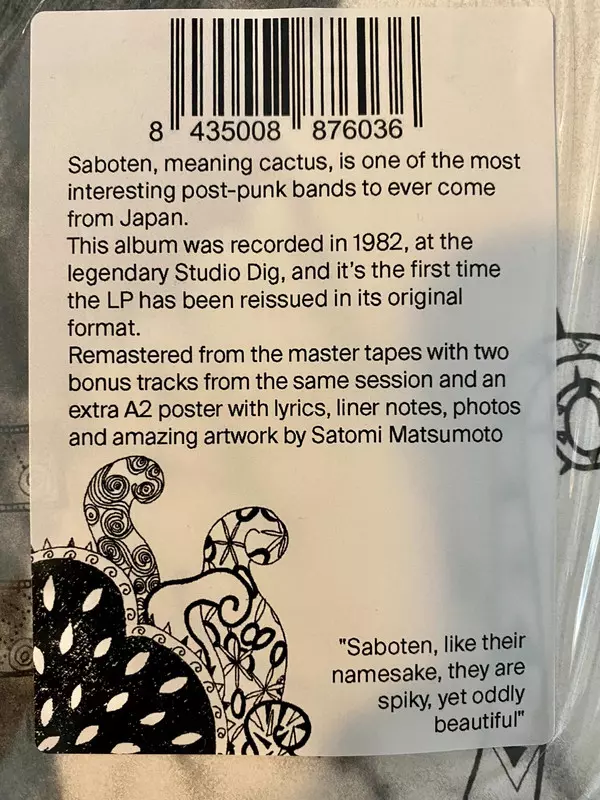 8 435008 876036
Saboten, meaning cactus, is one of the most
interesting post-punk bands to ever come
from Japan.
This album was recorded in 1982, at the
legendary Studio Dig, and it's the first time
the LP has been reissued in its original
format.
Remastered from the master tapes with two
bonus tracks from the same session and an
extra A2 poster with lyrics, liner notes, photos
and amazing artwork by Satomi Matsumoto
"Saboten, like their
namesake, they are
spiky, yet oddly
beautiful"